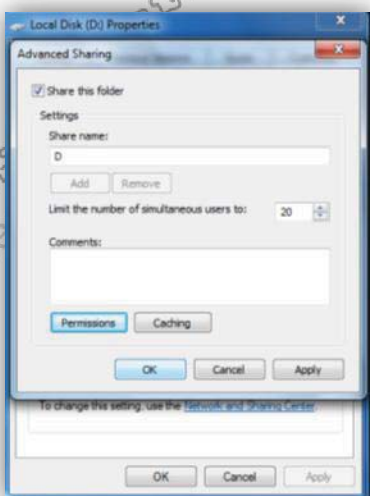 Local Disk (D:) Properties
Advanced Sharing
Share this folder
Settings
Share name:
D
Add Remove
Limit the number of simultaneous users to: 20
Comments:
Permissions Caching
OK Cancel Apply
To change this setting, use the Network and Sharing Center.
OK Cancel Apply